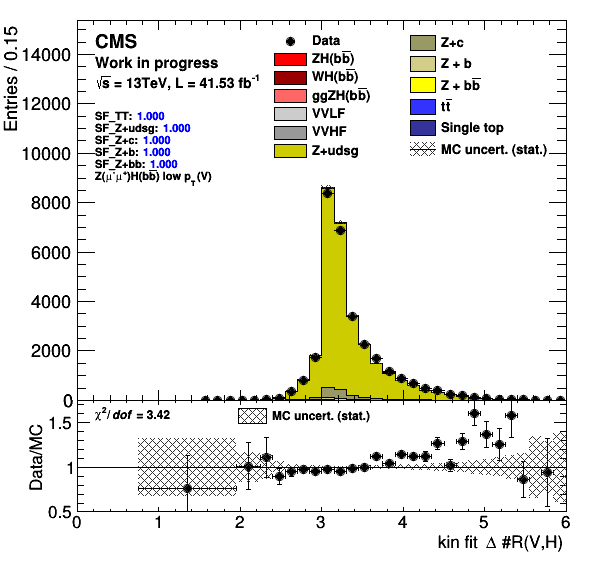 CMS
Work in progress
√s = 13TeV, L = 41.53 fb⁻¹
SF_TT: 1.000
SF_Z+udsg: 1.000
SF_Z+c: 1.000
SF_Z+b: 1.000
SF_Z+bb: 1.000
Z(μ⁻μ⁺)H(bb̅) low p_T(V)
Data
ZH(bb̅)
WH(bb̅)
ggZH(bb̅)
VVLF
VVHF
Z+udsg
Z+c
Z + b
Z + bb̅
tt̅
Single top
MC uncert. (stat.)
Entries / 0.15
14000
12000
10000
8000
6000
4000
2000
0
χ²/dof = 3.42
MC uncert. (stat.)
Data/MC
1.5
1
0.5
0 1 2 3 4 5 6
kin fit Δ #R(V,H)